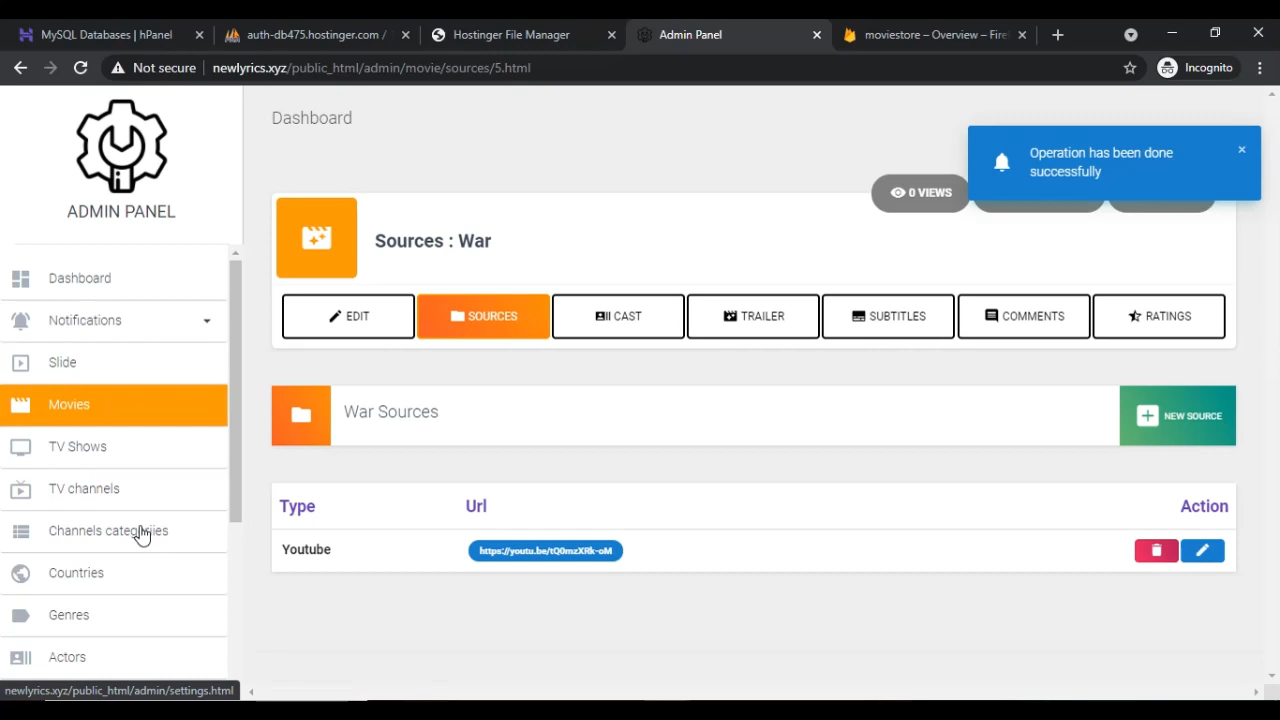 MySQL Databases | hPanel
auth-db475.hostinger.com /
Hostinger File Manager
Admin Panel
moviestore – Overview – Fire
Not secure
newlyrics.xyz/public_html/admin/movie/sources/5.html
Incognito
ADMIN PANEL
Dashboard
Notifications
Slide
Movies
TV Shows
TV channels
Channels categories
Countries
Genres
Actors
newlyrics.xyz/public_html/admin/settings.html
Dashboard
Operation has been done
successfully
0 VIEWS
Sources : War
EDIT
SOURCES
CAST
TRAILER
SUBTITLES
COMMENTS
RATINGS
War Sources
NEW SOURCE
Type
Url
Action
Youtube
https://youtu.be/tQ0mzXRk-oM